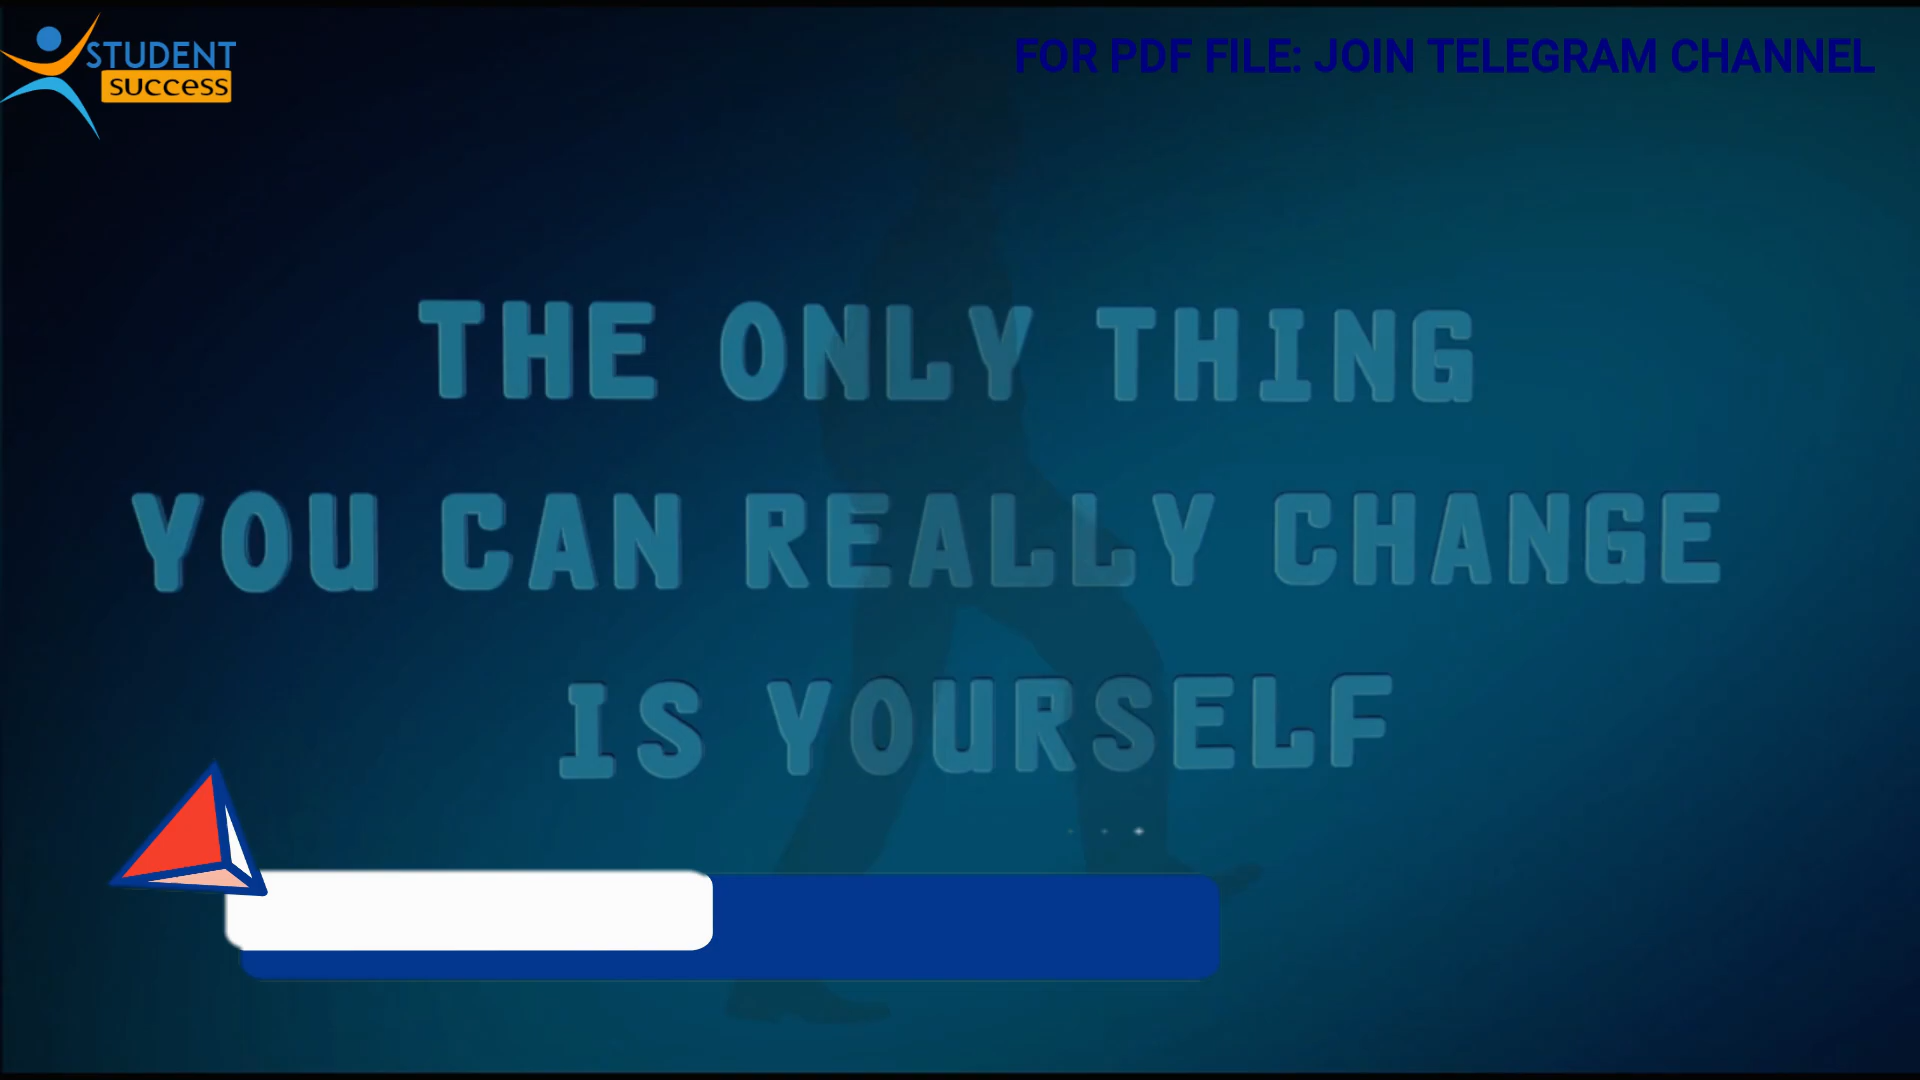 STUDENT
success
FOR PDF FILE: JOIN TELEGRAM CHANNEL
THE ONLY THING
YOU CAN REALLY CHANGE
IS YOURSELF